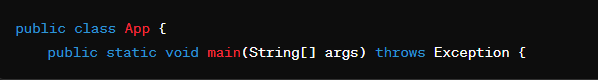 public class App {
    public static void main(String[] args) throws Exception {